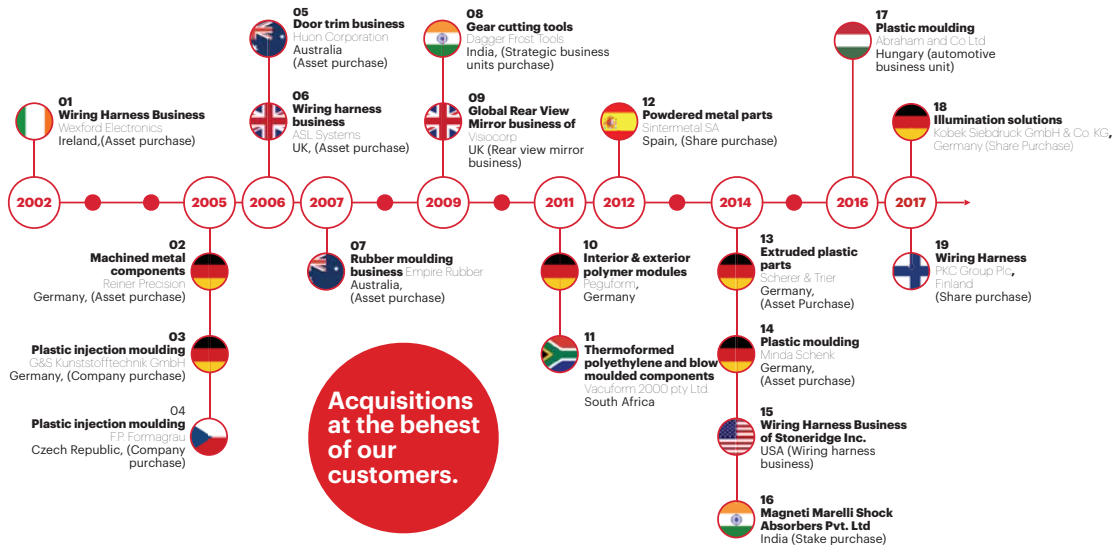 01
Wiring Harness Business
Wexford Electronics
Ireland,(Asset purchase)
05
Door trim business
Huon Corporation
Australia
(Asset purchase)
06
Wiring harness
business
ASL Systems
UK, (Asset purchase)
08
Gear cutting tools
Dagger Frost Tools
India, (Strategic business
units purchase)
09
Global Rear View
Mirror business of
Visiocorp
UK (Rear view mirror
business)
12
Powdered metal parts
Sintermetal SA
Spain, (Share purchase)
17
Plastic moulding
Abraham and Co Ltd
Hungary (automotive
business unit)
18
Illumination solutions
Kobek Siebdruck GmbH & Co KG,
Germany (Share Purchase)
2002
2005
2006
2007
2009
2011
2012
2014
2016
2017
02
Machined metal
components
Reiner Precision
Germany, (Asset purchase)
03
Plastic injection moulding
G&S Kunststofftechnik GmbH
Germany, (Company purchase)
04
Plastic injection moulding
F.P. Formagrau
Czech Republic, (Company
purchase)
07
Rubber moulding
business Empire Rubber
Australia,
(Asset purchase)
10
Interior & exterior
polymer modules
Peguform,
Germany
11
Thermoformed
polyethylene and blow
moulded components
Vacuform 2000 pty Ltd.
South Africa
13
Extruded plastic
parts
Scherer & Trier
Germany,
(Asset Purchase)
14
Plastic moulding
Minda Schenk
Germany,
(Asset purchase)
15
Wiring Harness Business
of Stoneridge Inc.
USA (Wiring harness
business)
16
Magneti Marelli Shock
Absorbers Pvt. Ltd
India (Stake purchase)
19
Wiring Harness
PKC Group Plc,
Finland
(Share purchase)
Acquisitions
at the behest
of our
customers.